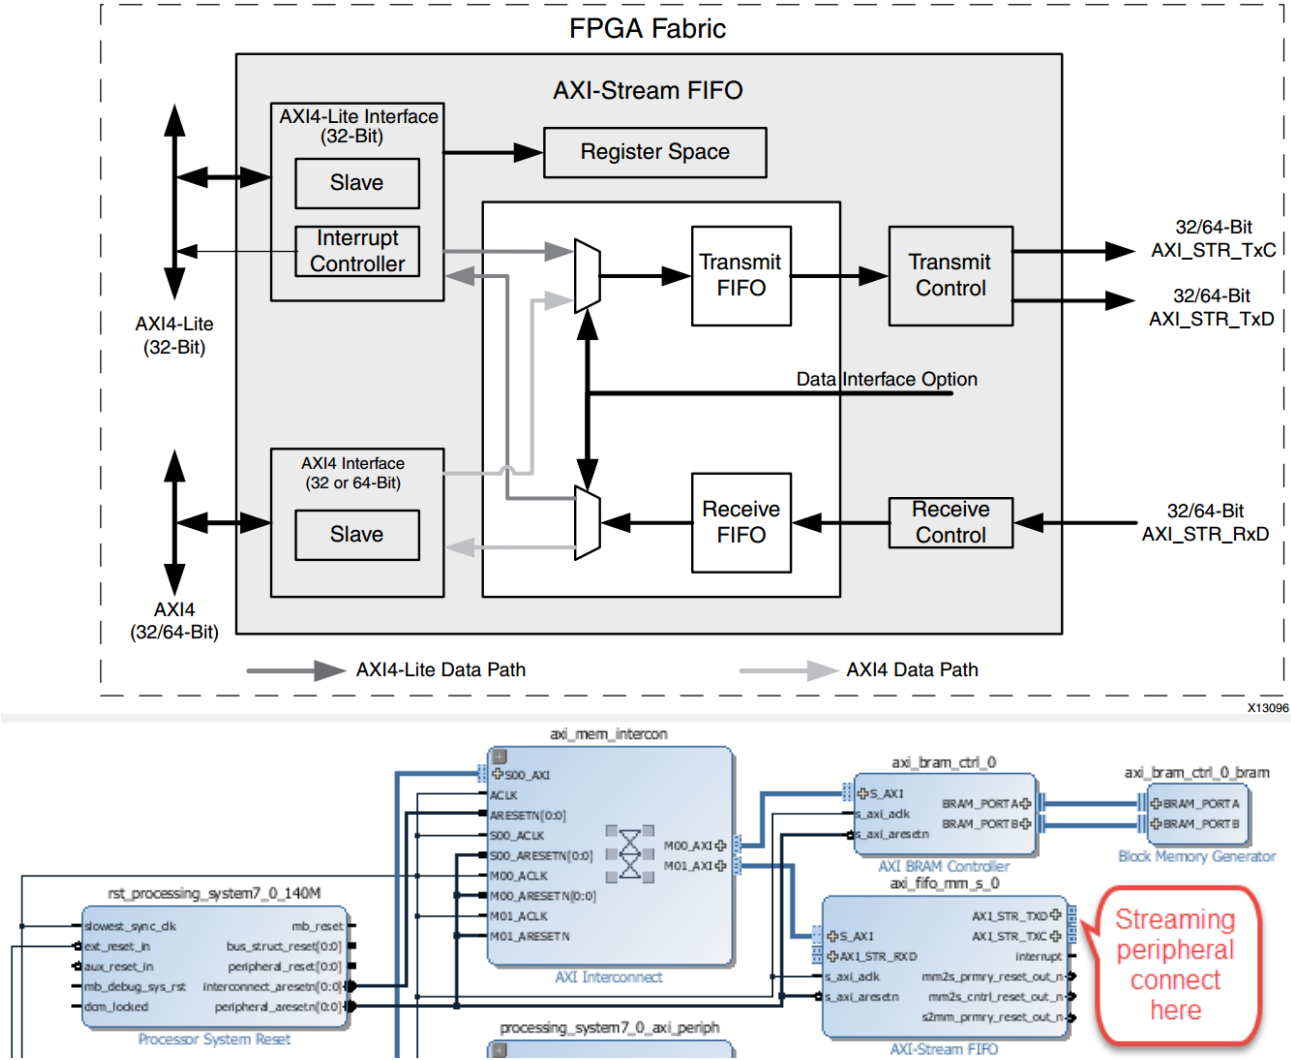 FPGA Fabric
AXI-Stream FIFO
AXI4-Lite Interface
(32-Bit)
Slave
Interrupt
Controller
Register Space
AXI4-Lite
(32-Bit)
Transmit
FIFO
Transmit
Control
32/64-Bit
AXI_STR_TxC
32/64-Bit
AXI_STR_TxD
Data Interface Option
AXI4 Interface
(32 or 64-Bit)
Slave
AXI4
(32/64-Bit)
Receive
FIFO
Receive
Control
32/64-Bit
AXI_STR_RxD
AXI4-Lite Data Path
AXI4 Data Path
X13096
axi_mem_intercon
S00_AXI
ACLK
ARESETN[0:0]
S00_ACLK
S00_ARESETN[0:0]
M00_ACLK
M00_ARESETN[0:0]
M01_ACLK
M01_ARESETN
M00_AXI
M01_AXI
AXI Interconnect
axi_bram_ctrl_0
S_AXI
s_axi_aclk
s_axi_aresetn
BRAM_PORTA
BRAM_PORTB
AXI BRAM Controller
axi_bram_ctrl_0_bram
BRAM_PORTA
BRAM_PORTB
Block Memory Generator
rst_processing_system7_0_140M
slowest_sync_clk
ext_reset_in
aux_reset_in
mb_debug_sys_rst
dcm_locked
mb_reset
bus_struct_reset[0:0]
peripheral_reset[0:0]
interconnect_aresetn[0:0]
peripheral_aresetn[0:0]
Processor System Reset
axi_fifo_mm_s_0
S_AXI
AXI_STR_RXD
s_axi_aclk
s_axi_aresetn
AXI_STR_TXD
AXI_STR_TXC
interrupt
mm2s_prmry_reset_out_n
mm2s_cntrl_reset_out_n
s2mm_prmry_reset_out_n
AXI-Stream FIFO
Streaming
peripheral
connect
here
processing_system7_0_axi_periph